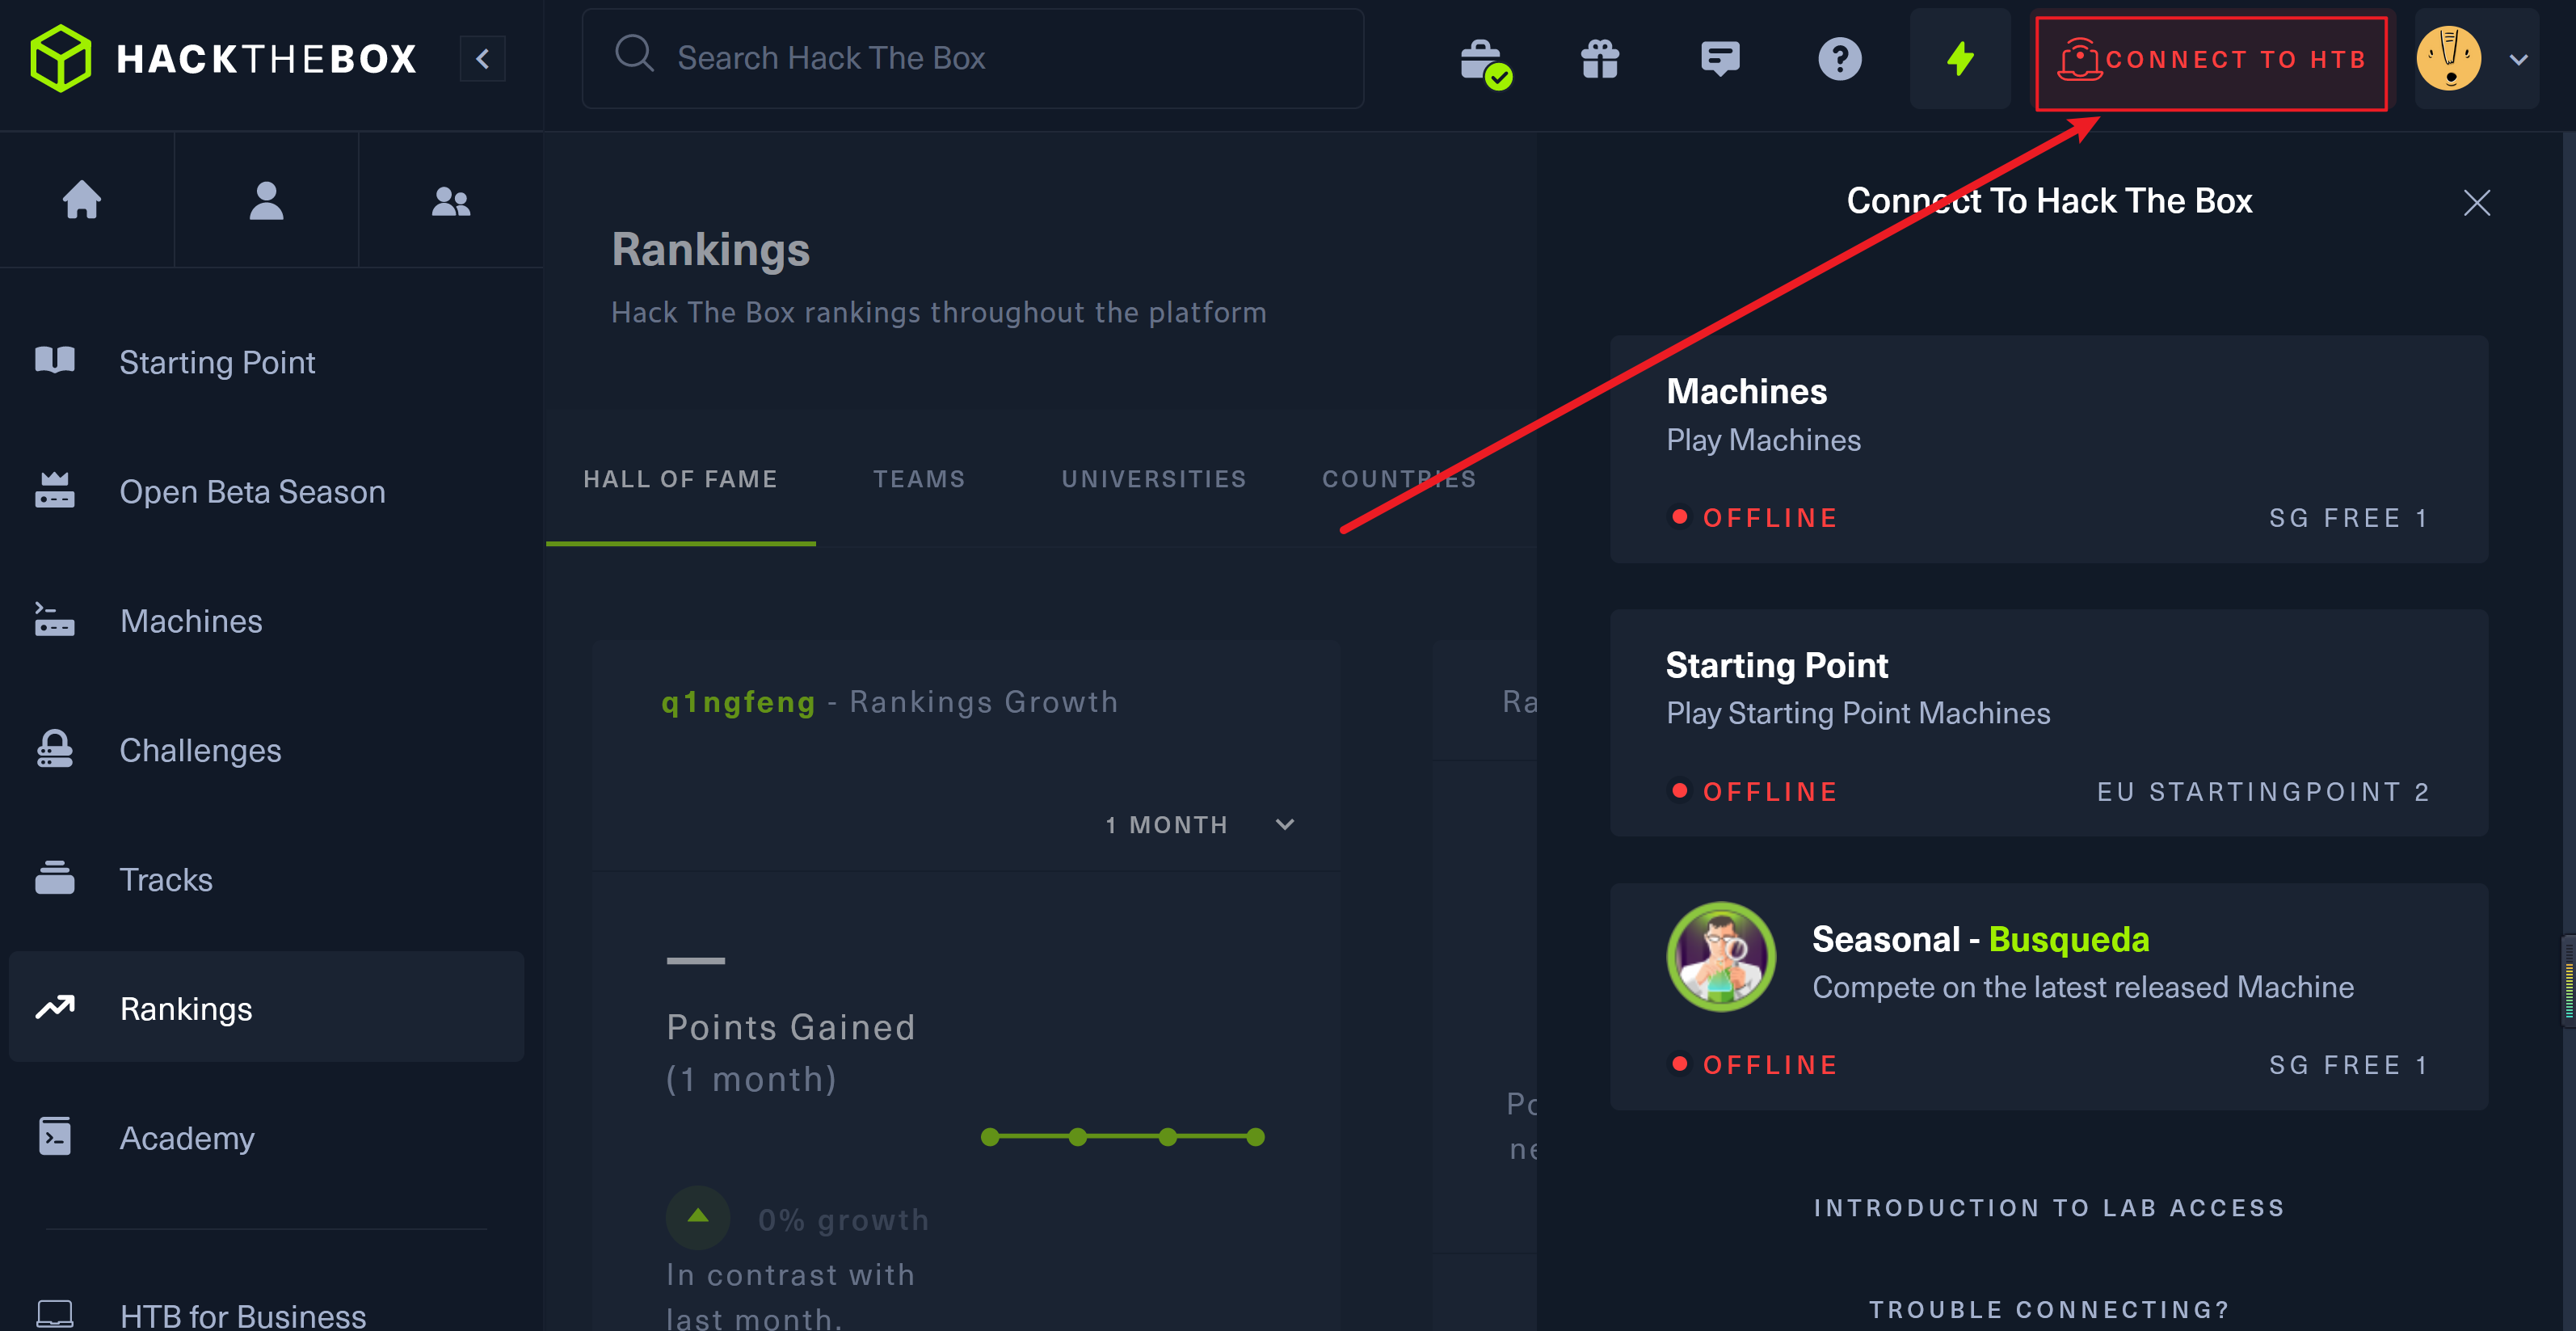 HACKTHEBOX
Search Hack The Box
CONNECT TO HTB
Starting Point
Open Beta Season
Machines
Challenges
Tracks
Rankings
Academy
HTB for Business
Rankings
Hack The Box rankings throughout the platform
HALL OF FAME
TEAMS
UNIVERSITIES
COUNTRIES
q1ngfeng - Rankings Growth
1 MONTH
Points Gained
(1 month)
0% growth
In contrast with
last month.
Ra
Po
ne
Connect To Hack The Box
Machines
Play Machines
OFFLINE
SG FREE 1
Starting Point
Play Starting Point Machines
OFFLINE
EU STARTINGPOINT 2
Seasonal - Busqueda
Compete on the latest released Machine
OFFLINE
SG FREE 1
INTRODUCTION TO LAB ACCESS
TROUBLE CONNECTING?